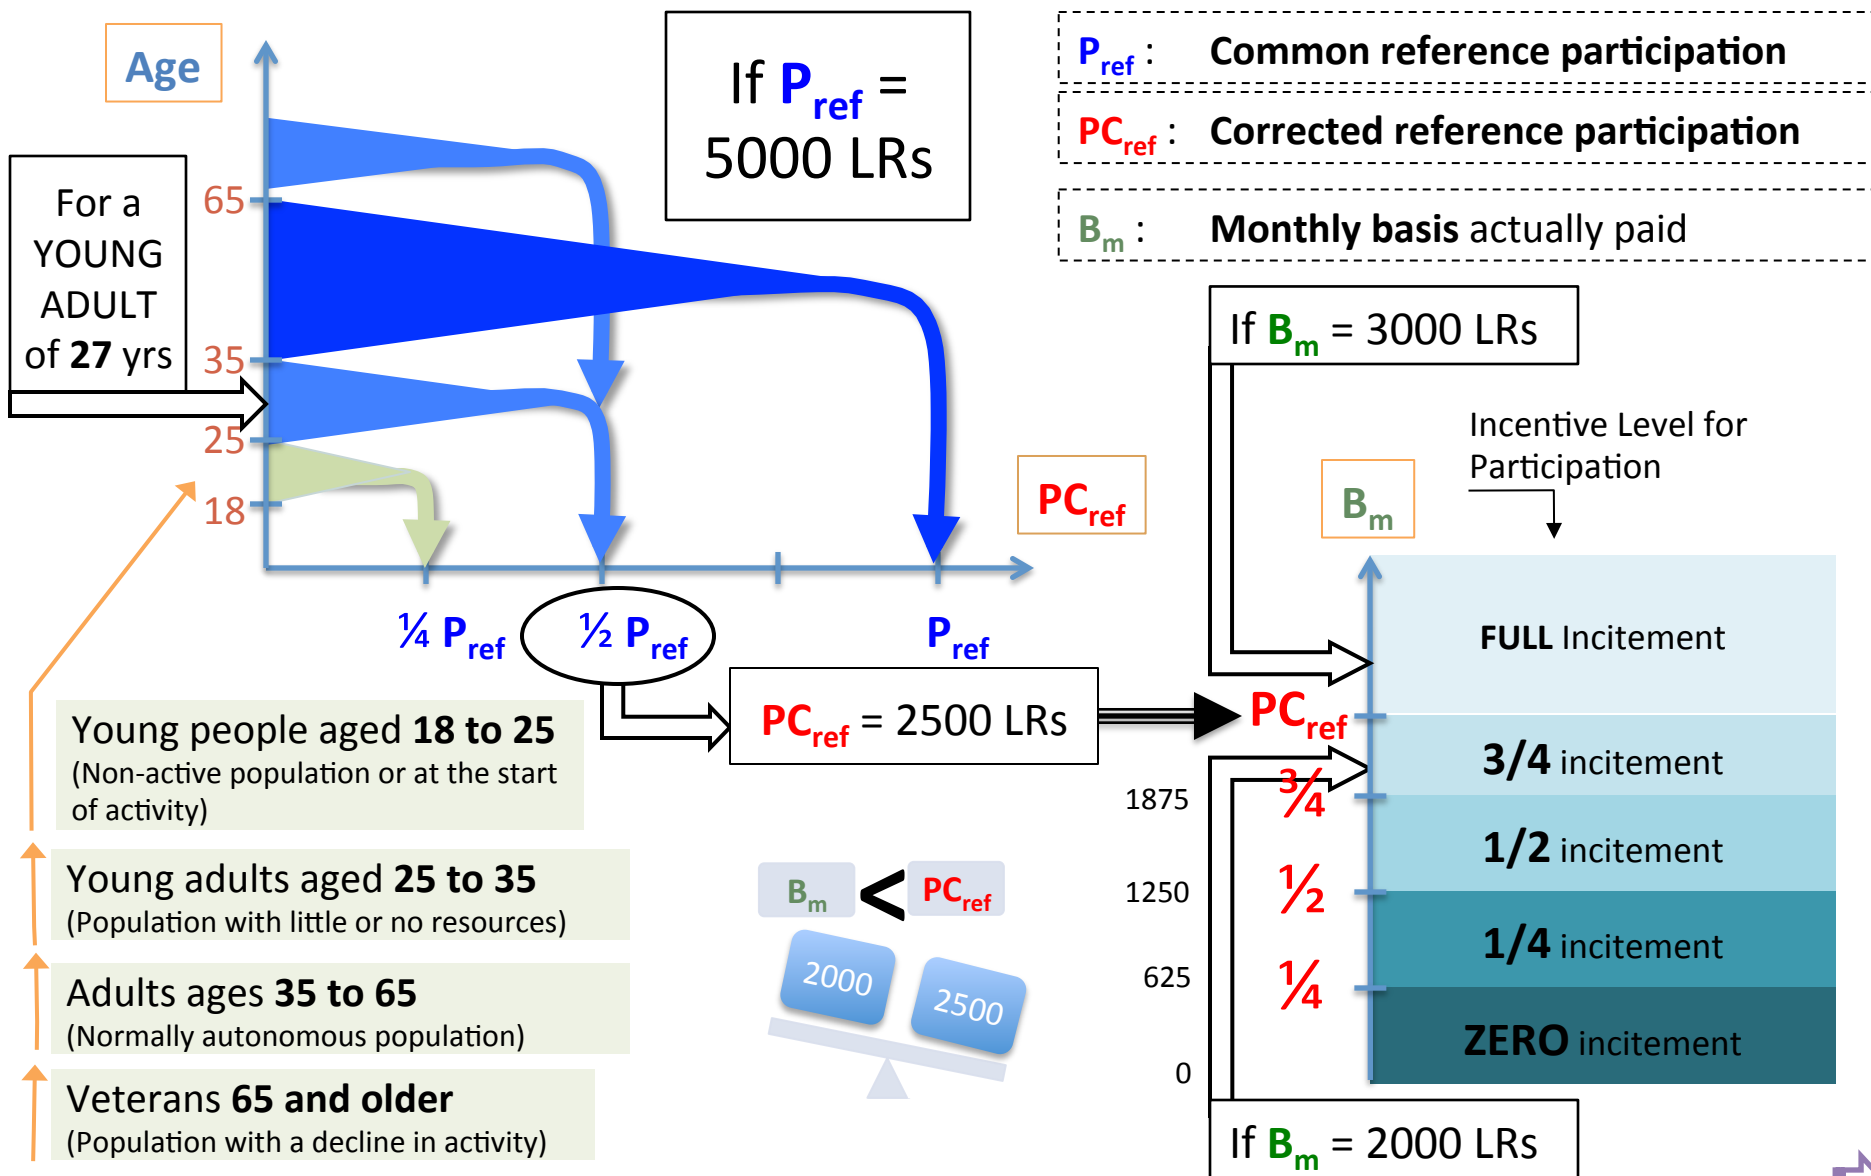 Age
If Pref =
5000 LRs
Pref : Common reference participation
PCref : Corrected reference participation
Bm : Monthly basis actually paid
For a
YOUNG
ADULT
of 27 yrs
65
35
25
18
PCref
¼ Pref
½ Pref
Pref
PCref = 2500 LRs
If Bm = 3000 LRs
Incentive Level for
Participation
Bm
FULL Incitement
PCref
3/4 incitement
1875
¾
1/2 incitement
1250
½
1/4 incitement
625
¼
ZERO incitement
0
If Bm = 2000 LRs
Young people aged 18 to 25
(Non-active population or at the start
of activity)
Young adults aged 25 to 35
(Population with little or no resources)
Adults ages 35 to 65
(Normally autonomous population)
Veterans 65 and older
(Population with a decline in activity)
Bm < PCref
2000
2500